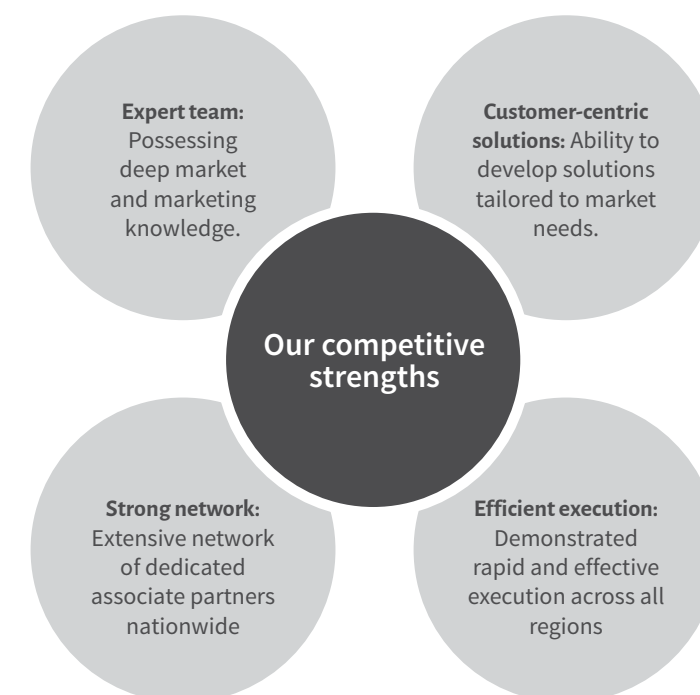 Expert team:
Possessing
deep market
and marketing
knowledge.
Customer-centric
solutions: Ability to
develop solutions
tailored to market
needs.
Our competitive
strengths
Strong network:
Extensive network
of dedicated
associate partners
nationwide
Efficient execution:
Demonstrated
rapid and effective
execution across all
regions